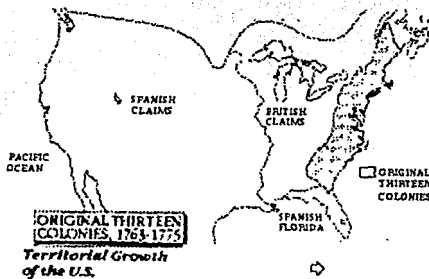 SPANISH
CLAIMS
BRITISH
CLAIMS
PACIFIC
OCEAN
ORIGINAL
THIRTEEN
COLONIES
SPANISH
FLORIDA
ORIGINAL THIRTEEN
COLONIES, 1763-1775
Territorial Growth
of the U.S.